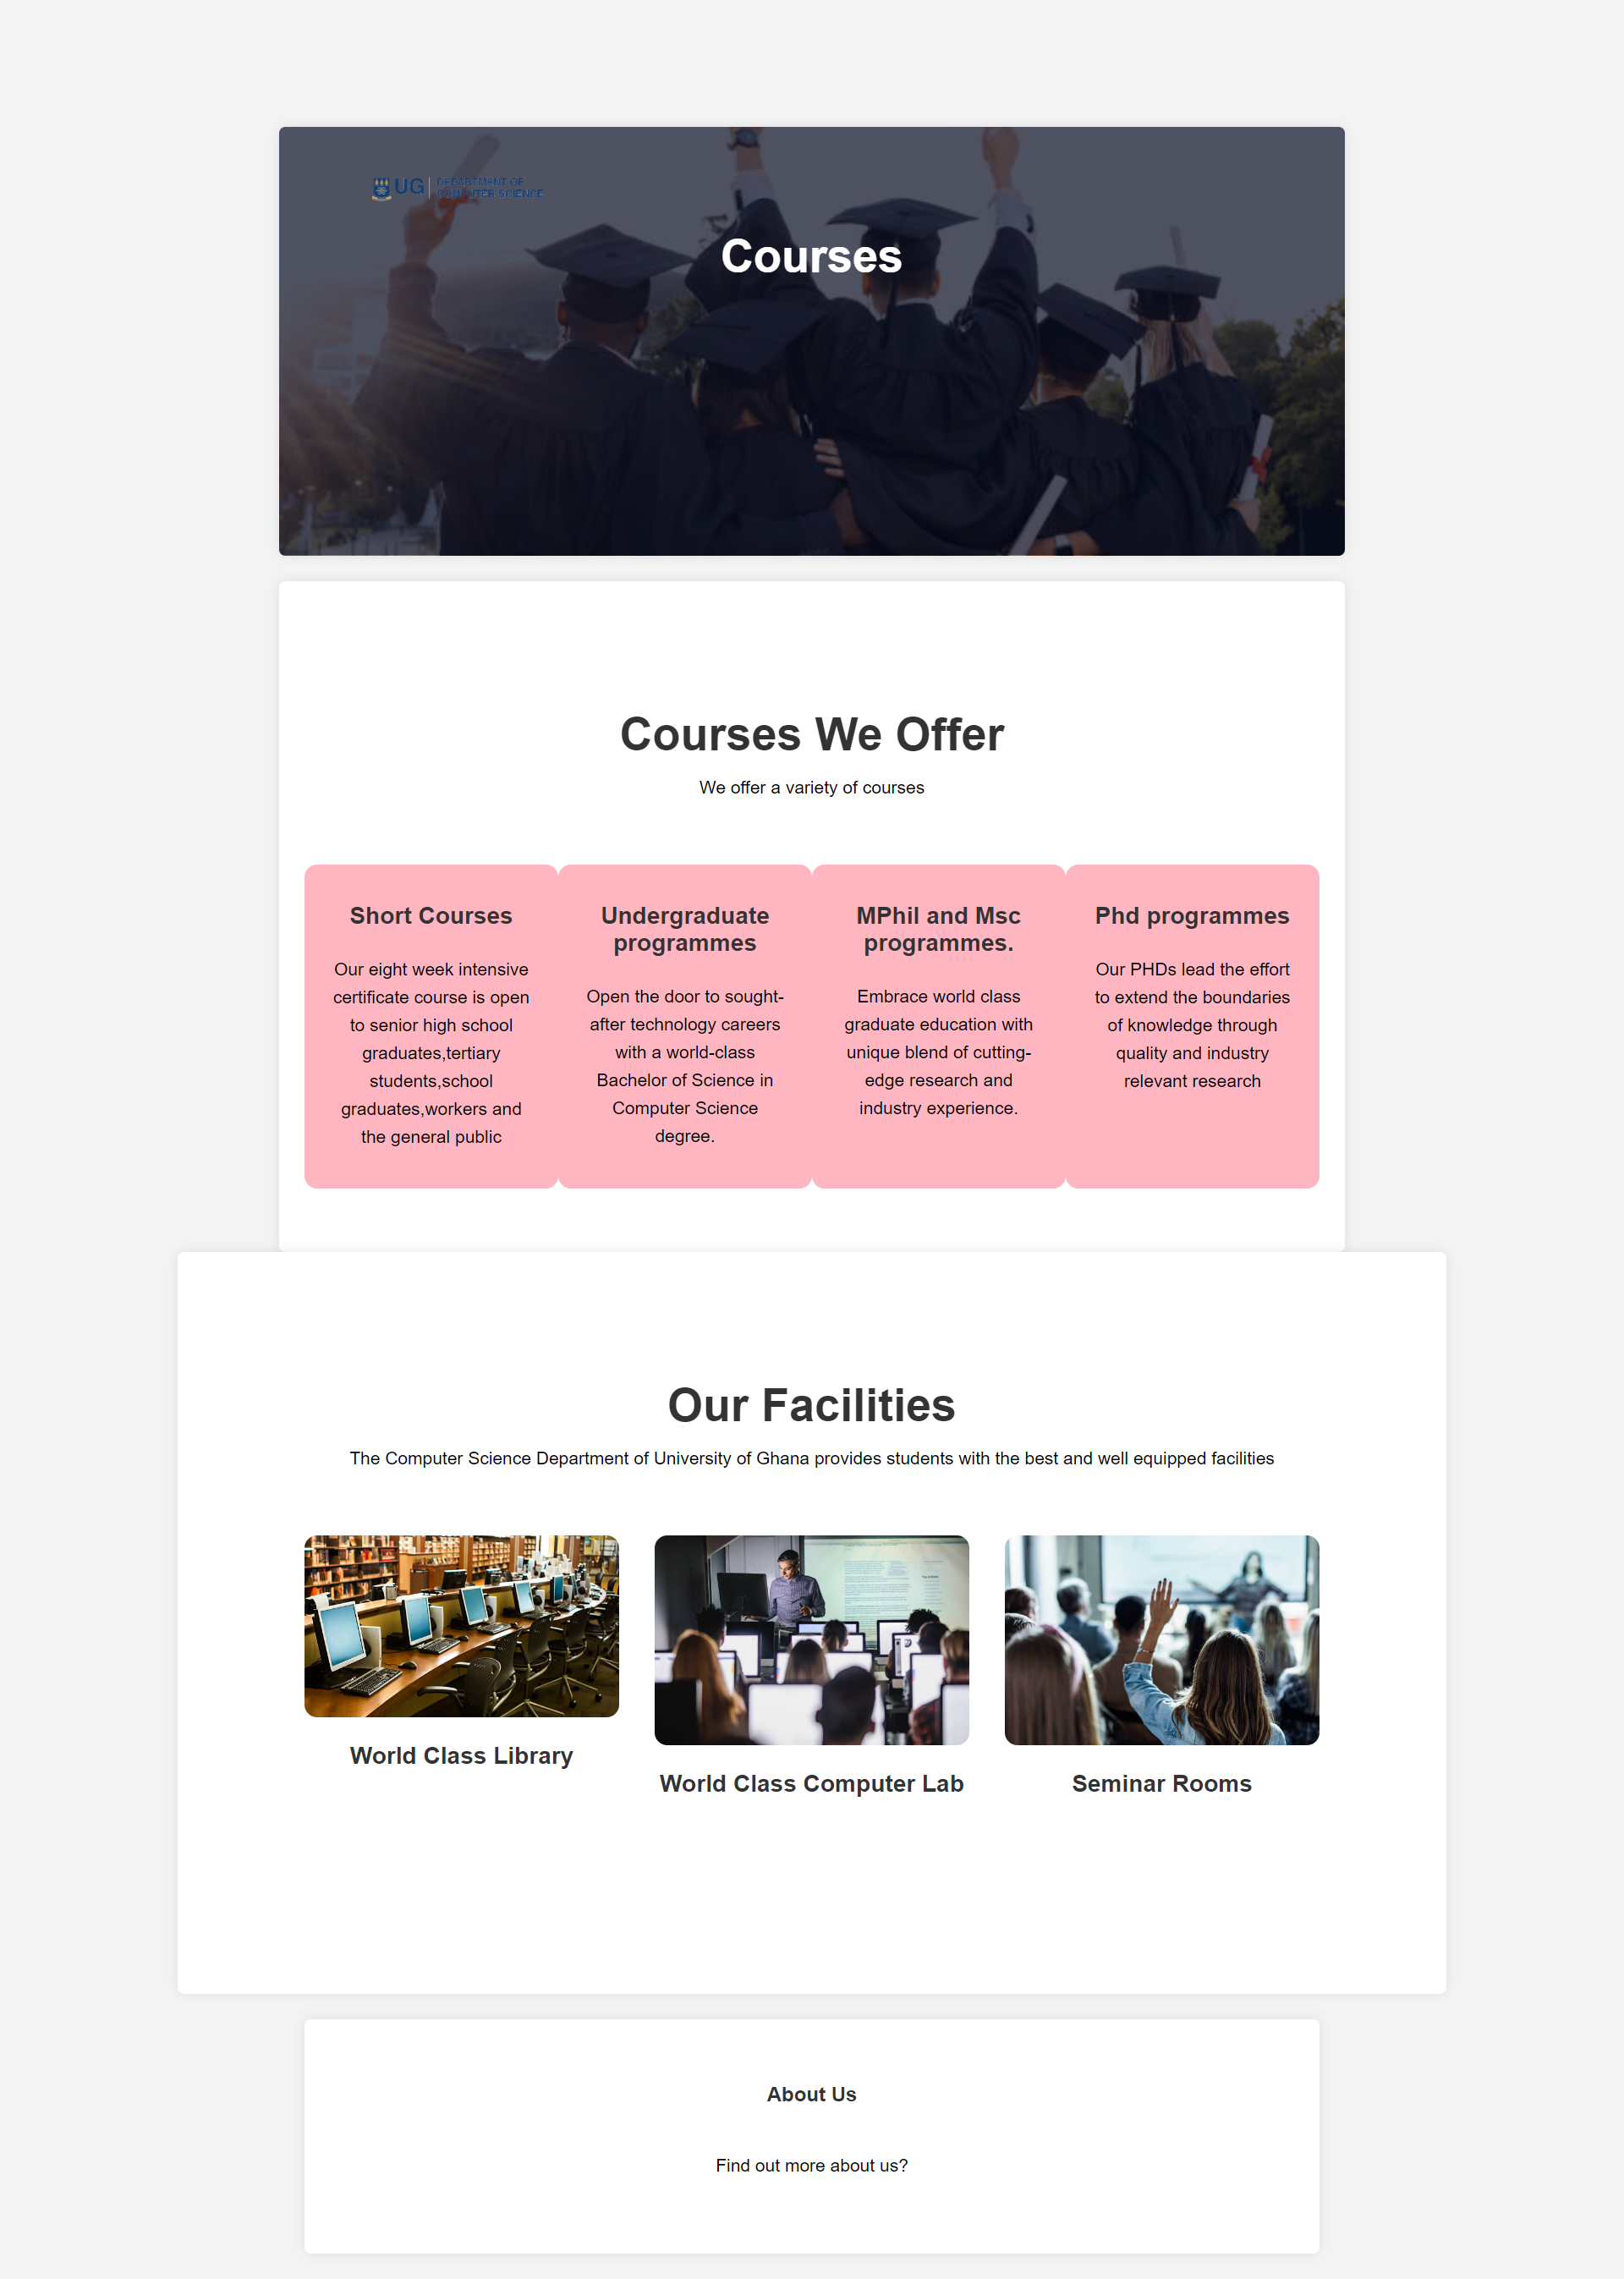 UG
DEPARTMENT OF
COMPUTER SCIENCE
Courses
Courses We Offer
We offer a variety of courses
Short Courses
Our eight week intensive
certificate course is open
to senior high school
graduates,tertiary
students,school
graduates,workers and
the general public
Undergraduate
programmes
Open the door to sought-
after technology careers
with a world-class
Bachelor of Science in
Computer Science
degree.
MPhil and Msc
programmes.
Embrace world class
graduate education with
unique blend of cutting-
edge research and
industry experience.
Phd programmes
Our PHDs lead the effort
to extend the boundaries
of knowledge through
quality and industry
relevant research
Our Facilities
The Computer Science Department of University of Ghana provides students with the best and well equipped facilities
World Class Library
World Class Computer Lab
Seminar Rooms
About Us
Find out more about us?